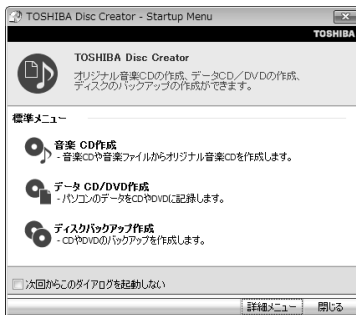 TOSHIBA Disc Creator - Startup Menu
TOSHIBA
TOSHIBA Disc Creator
オリジナル音楽CDの作成、データCD／DVDの作成、
ディスクのバックアップの作成ができます。
標準メニュー
音楽 CD作成
- 音楽CDや音楽ファイルからオリジナル音楽CDを作成します。
データ CD/DVD作成
- パソコンのデータをCDやDVDに記録します。
ディスクバックアップ作成
- CDやDVDのバックアップを作成します。
次回からこのダイアログを起動しない
詳細メニュー
閉じる